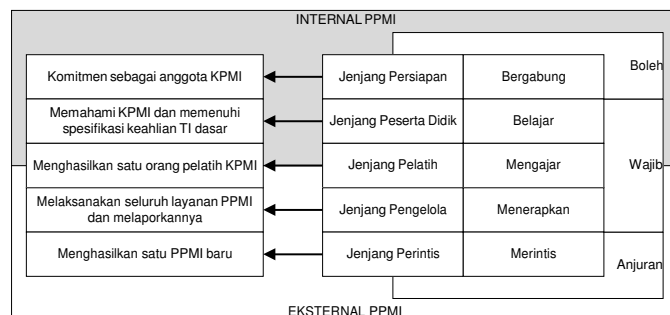 INTERNAL PPMI
Komitmen sebagai anggota KPMI
Jenjang Persiapan
Bergabung
Boleh
Memahami KPMI dan memenuhi
spesifikasi keahlian TI dasar
Jenjang Peserta Didik
Belajar
Menghasilkan satu orang pelatih KPMI
Jenjang Pelatih
Mengajar
Wajib
Melaksanakan seluruh layanan PPMI
dan melaporkannya
Jenjang Pengelola
Menerapkan
Menghasilkan satu PPMI baru
Jenjang Perintis
Merintis
Anjuran
EKSTERNAL PPMI